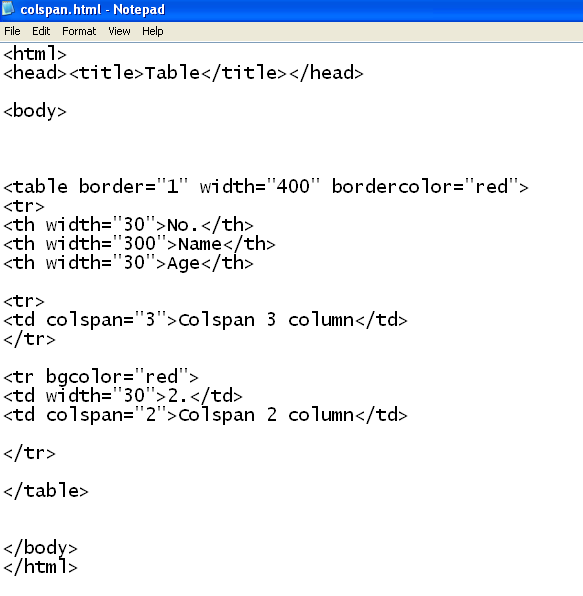 colspan.html - Notepad
File Edit Format View Help
<html>
<head><title>Table</title></head>
<body>
<table border="1" width="400" bordercolor="red">
<tr>
<th width="30">No.</th>
<th width="300">Name</th>
<th width="30">Age</th>
<tr>
<td colspan="3">Colspan 3 column</td>
</tr>
<tr bgcolor="red">
<td width="30">2.</td>
<td colspan="2">Colspan 2 column</td>
</tr>
</table>
</body>
</html>